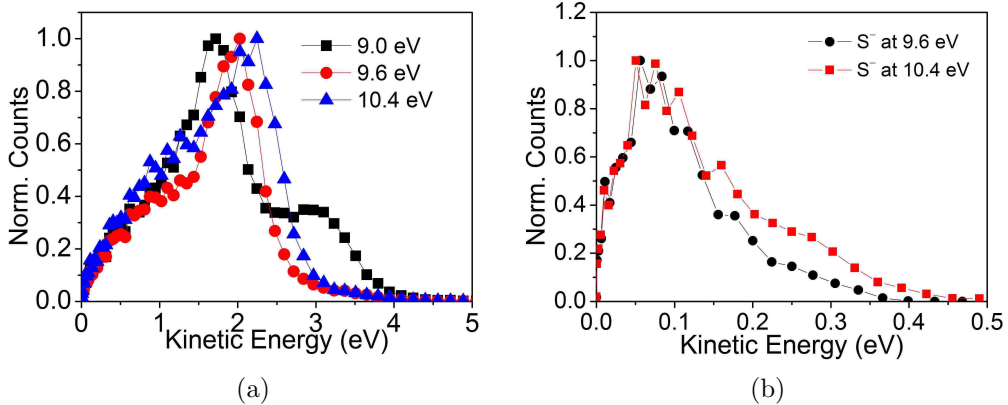 1.0
0.8
0.6
0.4
0.2
0.0
Norm. Counts
0 1 2 3 4 5
Kinetic Energy (eV)
9.0 eV
9.6 eV
10.4 eV
(a)
1.2
1.0
0.8
0.6
0.4
0.2
0.0
Norm. Counts
0.0 0.1 0.2 0.3 0.4 0.5
Kinetic Energy (eV)
S⁻ at 9.6 eV
S⁻ at 10.4 eV
(b)